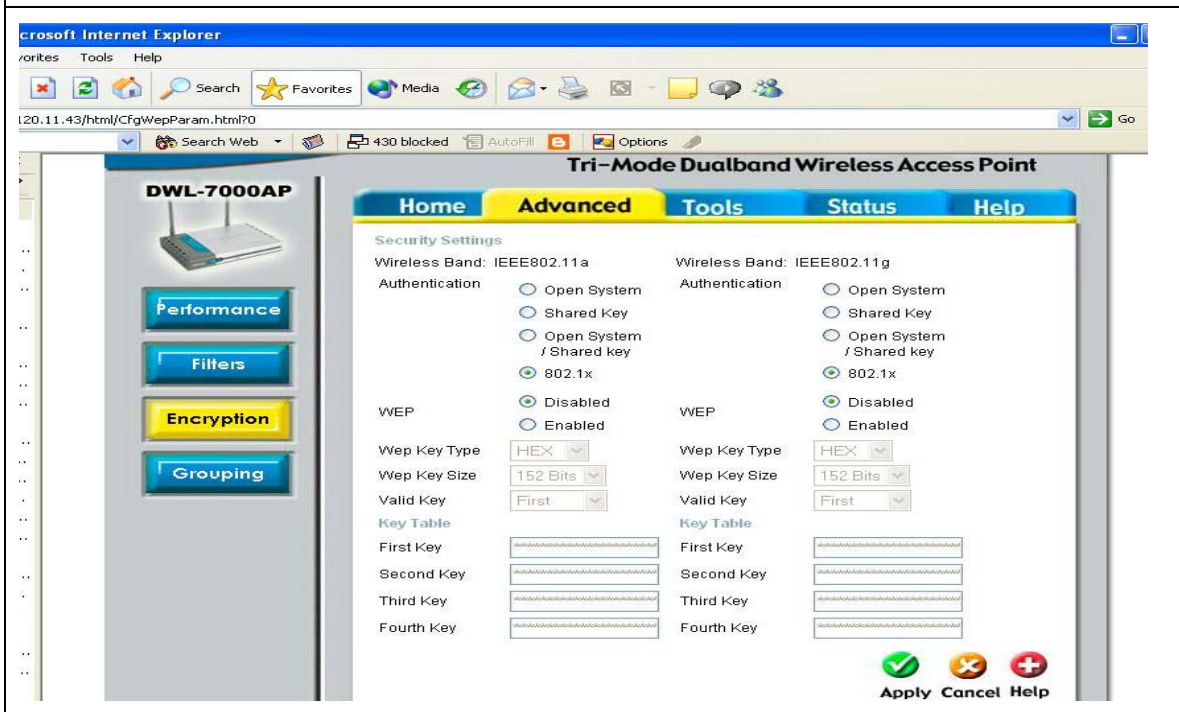 crosoft Internet Explorer
vorites Tools Help
Search Favorites Media
120.11.43/html/CfgWepParam.html?0 Go
Search Web 430 blocked AutoFill Options
Tri-Mode Dualband Wireless Access Point
DWL-7000AP
Home Advanced Tools Status Help
Performance
Filters
Encryption
Grouping
Security Settings
Wireless Band: IEEE802.11a Wireless Band: IEEE802.11g
Authentication Open System Authentication Open System
Shared Key Shared Key
Open System Open System
/ Shared key / Shared key
802.1x 802.1x
Disabled Disabled
WEP WEP
Enabled Enabled
Wep Key Type HEX Wep Key Type HEX
Wep Key Size 152 Bits Wep Key Size 152 Bits
Valid Key First Valid Key First
Key Table Key Table
First Key First Key
Second Key Second Key
Third Key Third Key
Fourth Key Fourth Key
Apply Cancel Help